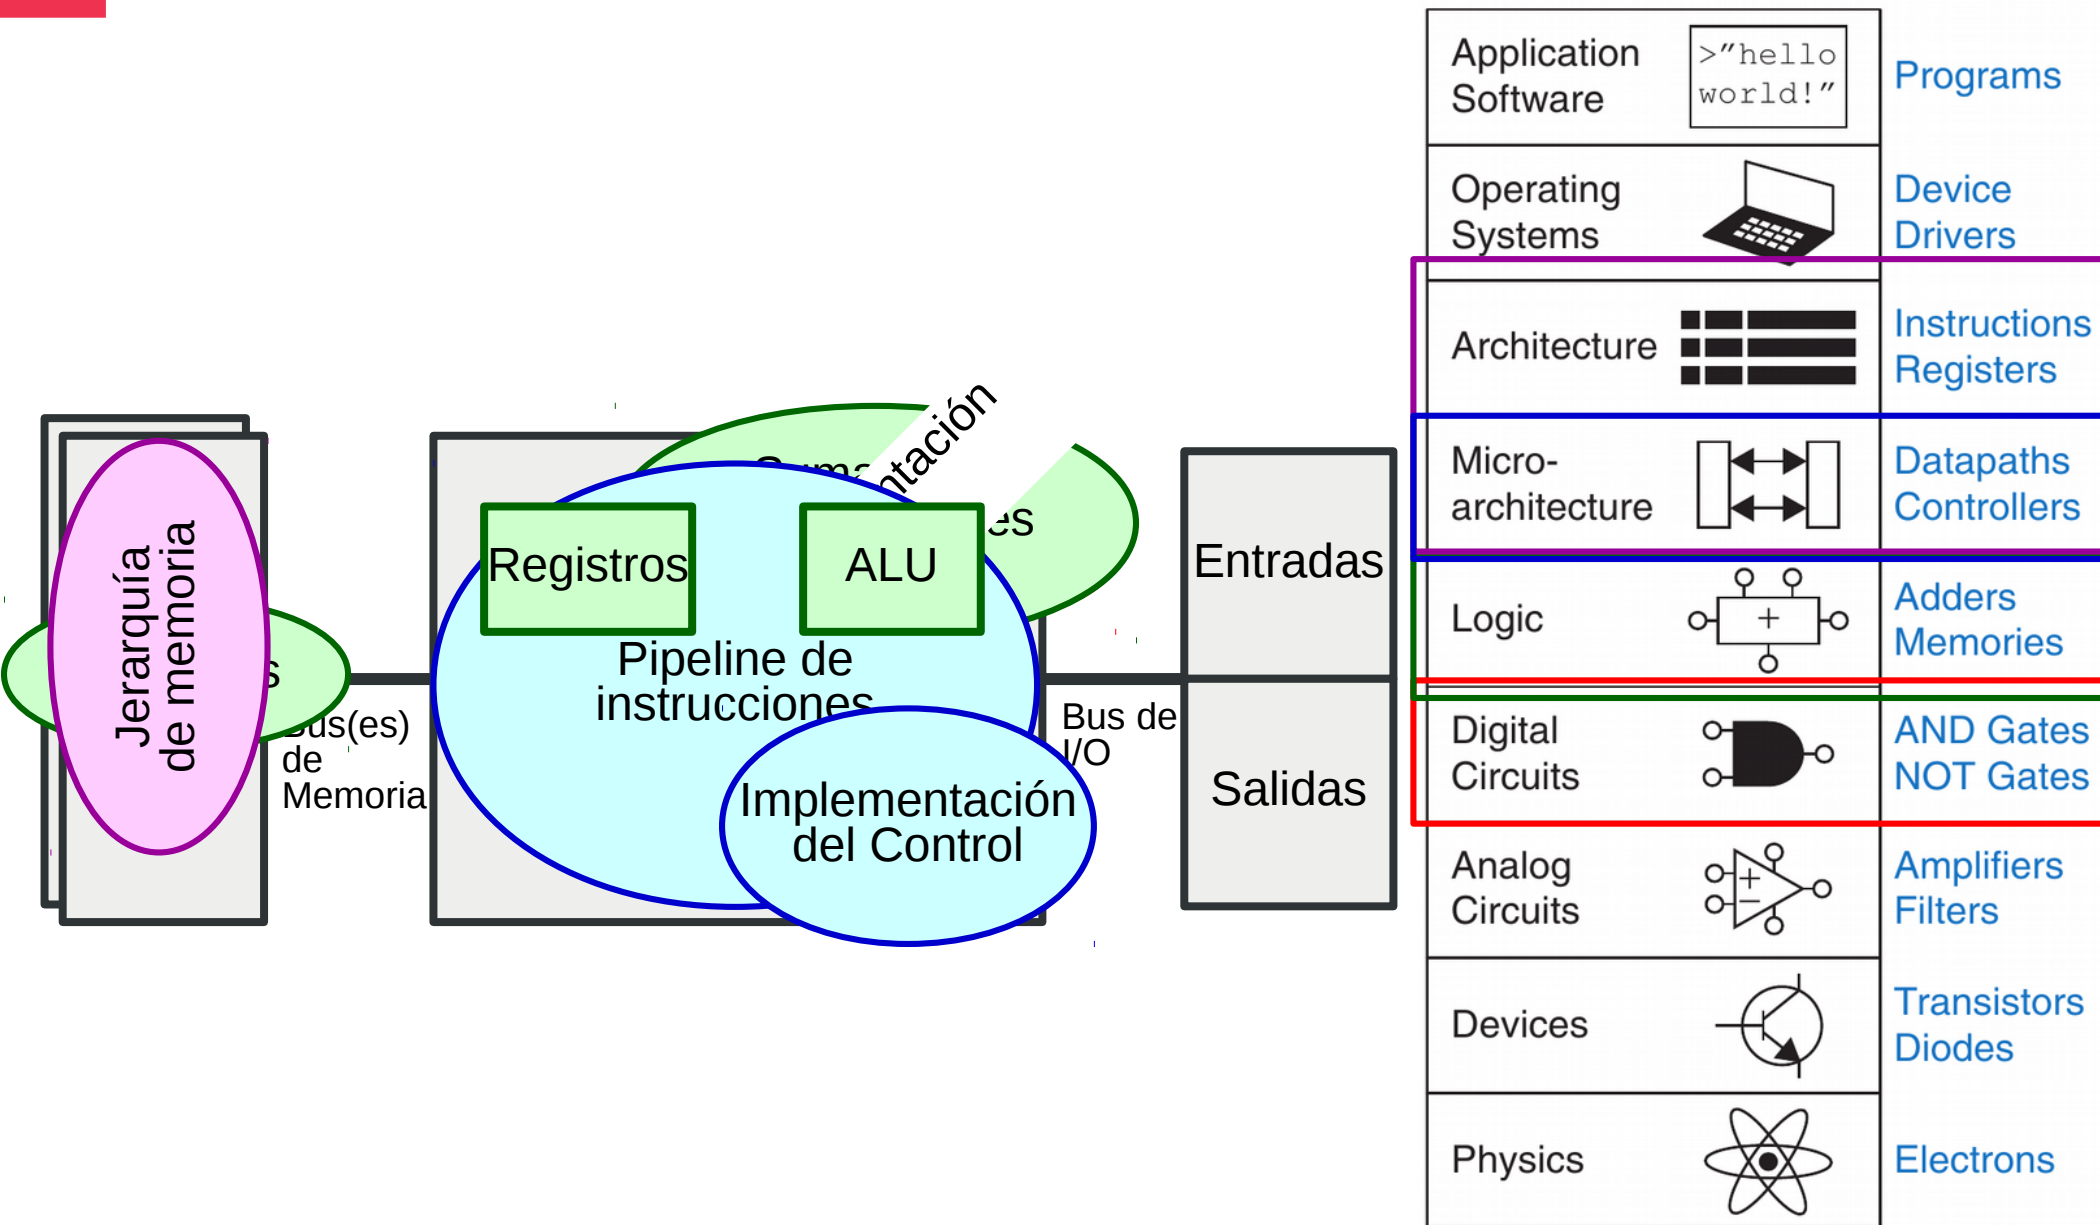 Jerarquía
de memoria
Bus(es)
de
Memoria
Registros
ALU
Pipeline de
instrucciones
Implementación
del Control
Bus de
I/O
Entradas
Salidas
Application
Software
>"hello
world!"
Programs
Operating
Systems
Device
Drivers
Architecture
Instructions
Registers
Micro-
architecture
Datapaths
Controllers
Logic
+
Adders
Memories
Digital
Circuits
AND Gates
NOT Gates
Analog
Circuits
+
−
Amplifiers
Filters
Devices
Transistors
Diodes
Physics
Electrons